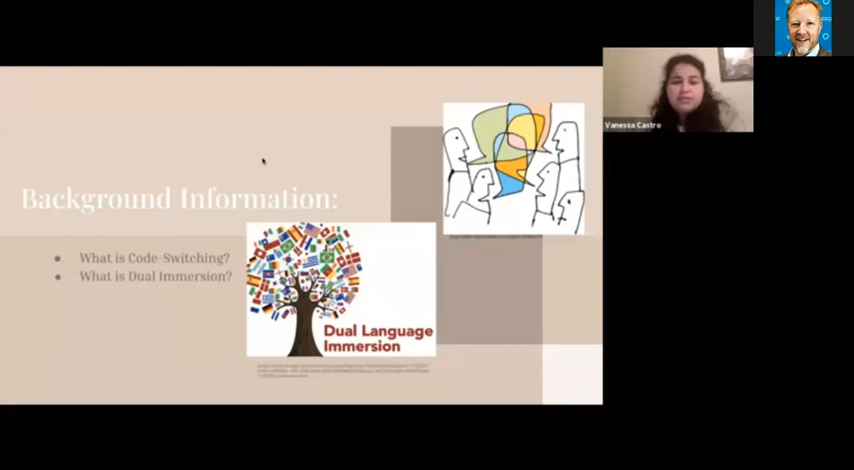 Background Information:
What is Code-Switching?
What is Dual Immersion?
Dual Language
Immersion
Vanessa Castro